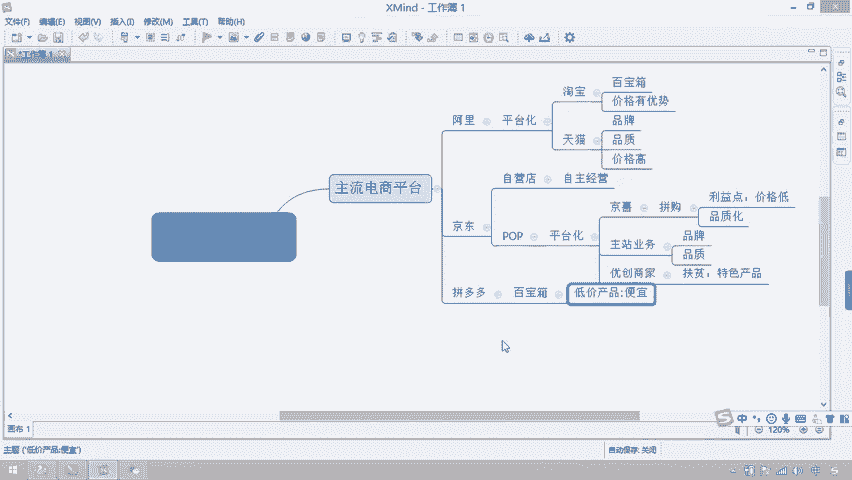 XMind - 工作簿 1
文件(F) 编辑(E) 视图(V) 插入(I) 修改(M) 工具(T) 帮助(H)
*工作簿 1
主流电商平台
阿里
平台化
淘宝
百宝箱
价格有优势
天猫
品牌
品质
价格高
京东
自营店
自主经营
POP
平台化
京喜
拼购
利益点：价格低
品质化
主站业务
品牌
品质
优创商家
扶贫；特色产品
拼多多
百宝箱
低价产品:便宜
画布 1
中
120%
主题 ('低价产品:便宜')
自动保存: 关闭
中